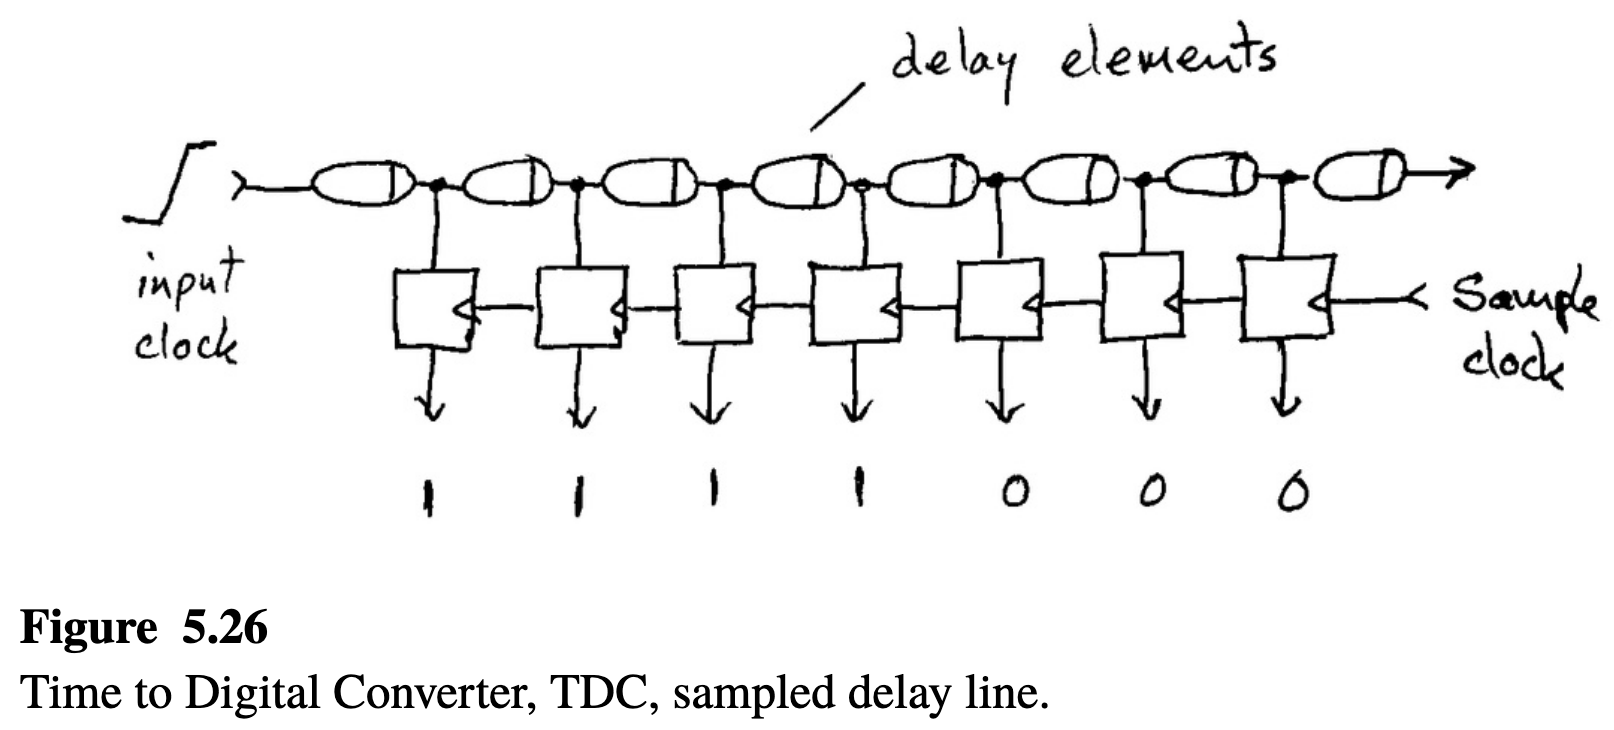 delay elements
input
clock
Sample
clock
1 1 1 1 0 0 0
Figure 5.26
Time to Digital Converter, TDC, sampled delay line.